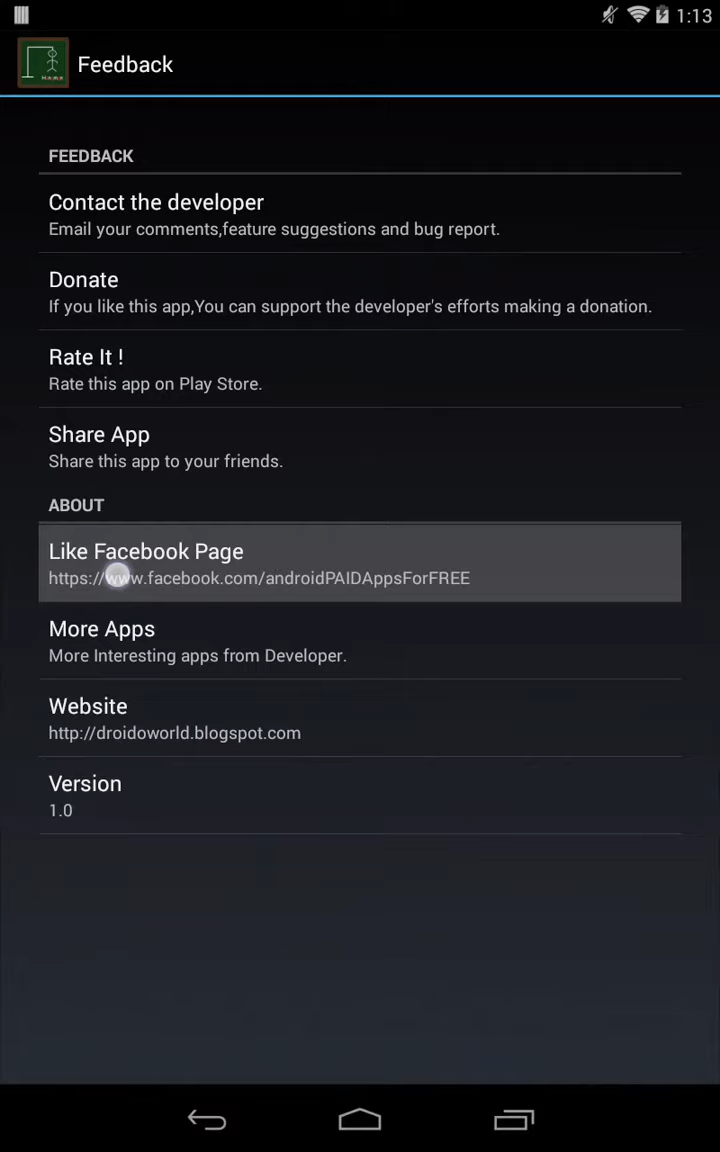 1:13
Feedback
FEEDBACK
Contact the developer
Email your comments,feature suggestions and bug report.
Donate
If you like this app,You can support the developer's efforts making a donation.
Rate It !
Rate this app on Play Store.
Share App
Share this app to your friends.
ABOUT
Like Facebook Page
https://www.facebook.com/androidPAIDAppsForFREE
More Apps
More Interesting apps from Developer.
Website
http://droidoworld.blogspot.com
Version
1.0